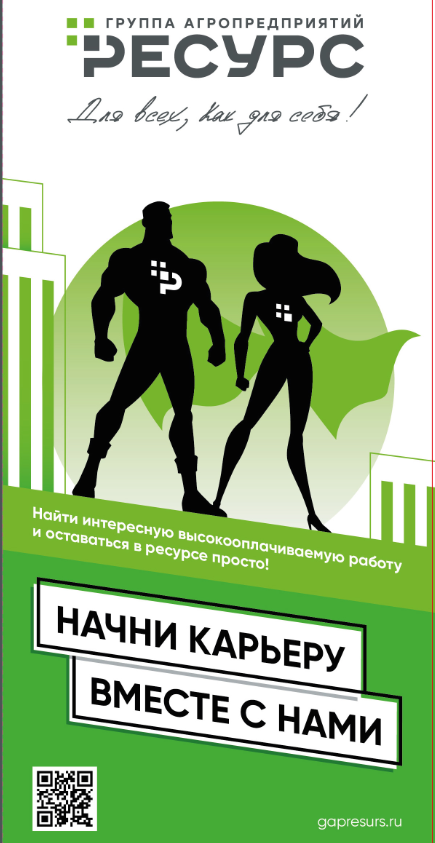 ГРУППА АГРОПРЕДПРИЯТИЙ
РЕСУРС
Для всех, как для себя!
Найти интересную высокооплачиваемую работу
и оставаться в ресурсе просто!
НАЧНИ КАРЬЕРУ
ВМЕСТЕ С НАМИ
gapresurs.ru